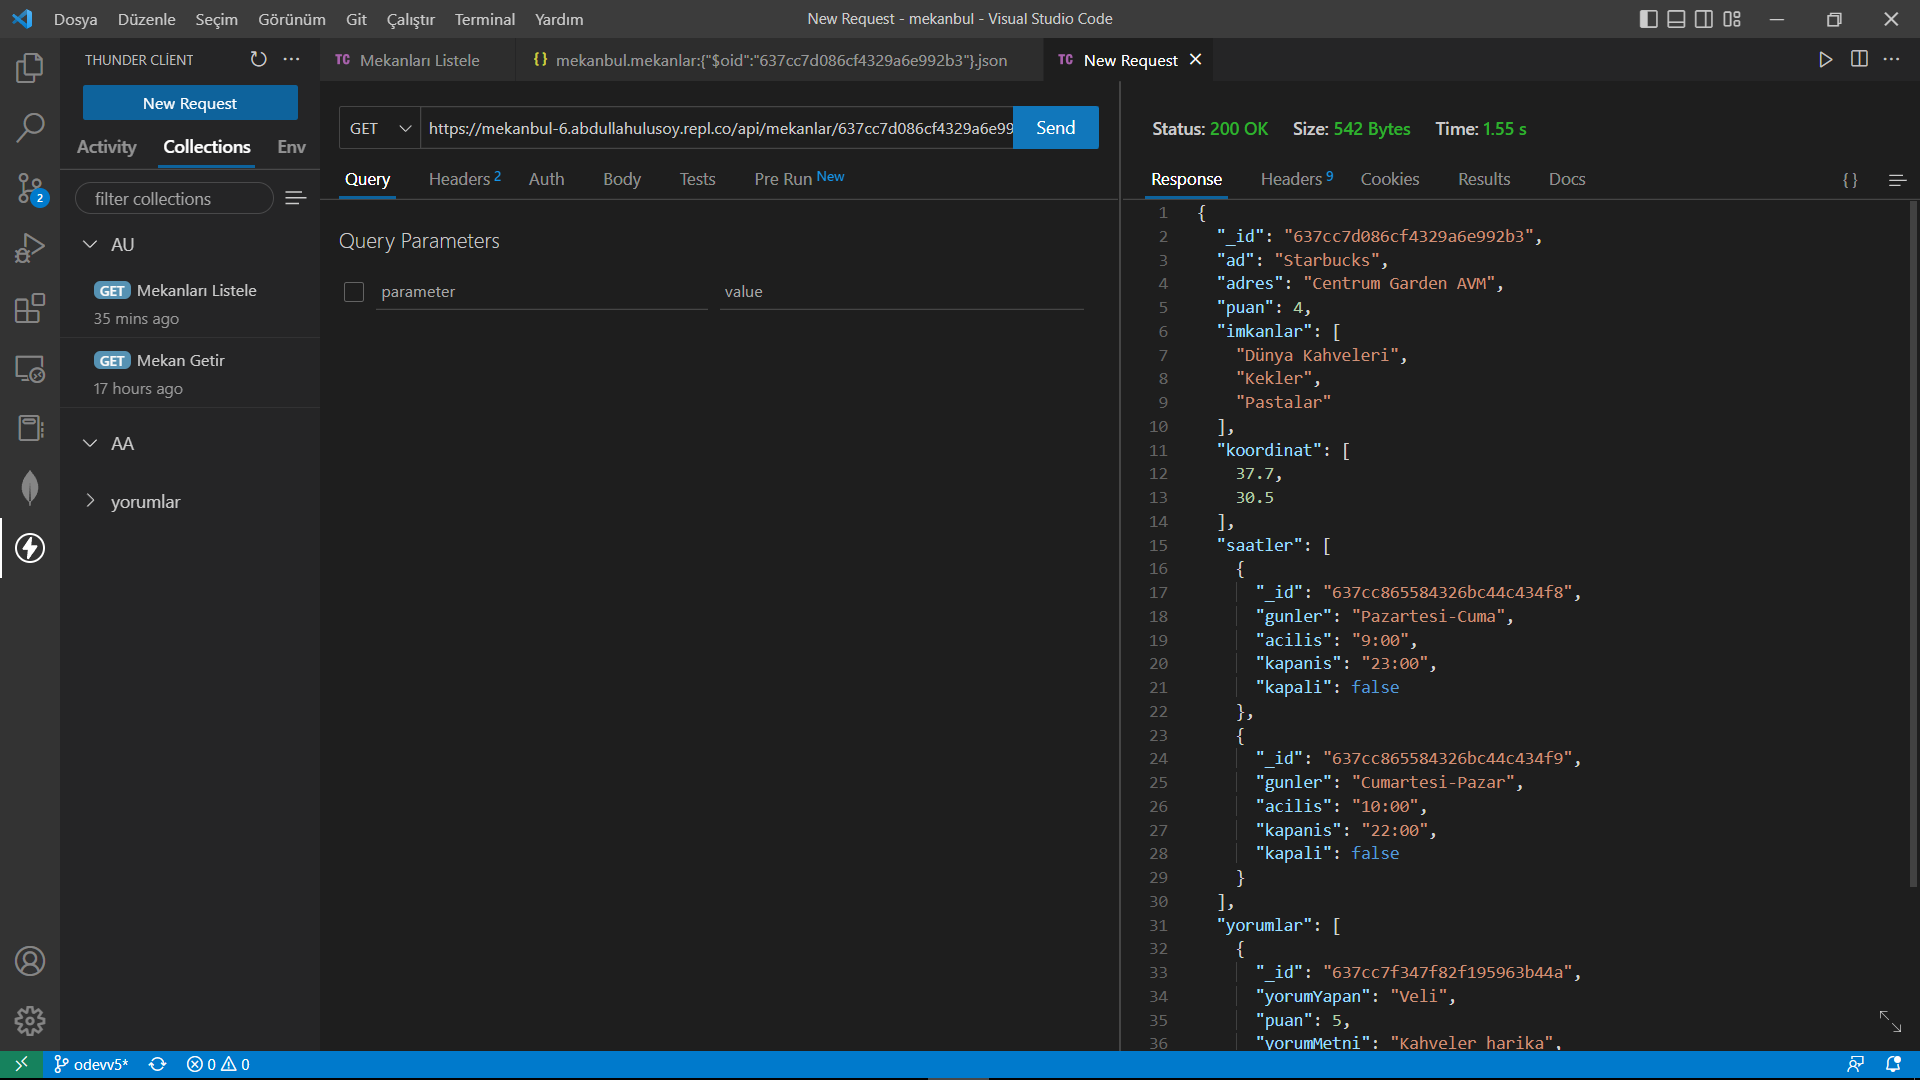 Dosya Düzenle Seçim Görünüm Git Çalıştır Terminal Yardım
New Request - mekanbul - Visual Studio Code
THUNDER CLİENT
New Request
Activity Collections Env
filter collections
AU
GET Mekanları Listele
35 mins ago
GET Mekan Getir
17 hours ago
AA
yorumlar
2
TC Mekanları Listele
{} mekanbul.mekanlar:{"$oid":"637cc7d086cf4329a6e992b3"}.json
TC New Request
GET https://mekanbul-6.abdullahulusoy.repl.co/api/mekanlar/637cc7d086cf4329a6e99 Send
Query Headers 2 Auth Body Tests Pre Run New
Query Parameters
parameter value
Status: 200 OK Size: 542 Bytes Time: 1.55 s
Response Headers 9 Cookies Results Docs { }
1 {
2 "_id": "637cc7d086cf4329a6e992b3",
3 "ad": "Starbucks",
4 "adres": "Centrum Garden AVM",
5 "puan": 4,
6 "imkanlar": [
7 "Dünya Kahveleri",
8 "Kekler",
9 "Pastalar"
10 ],
11 "koordinat": [
12 37.7,
13 30.5
14 ],
15 "saatler": [
16 {
17 "_id": "637cc865584326bc44c434f8",
18 "gunler": "Pazartesi-Cuma",
19 "acilis": "9:00",
20 "kapanis": "23:00",
21 "kapali": false
22 },
23 {
24 "_id": "637cc865584326bc44c434f9",
25 "gunler": "Cumartesi-Pazar",
26 "acilis": "10:00",
27 "kapanis": "22:00",
28 "kapali": false
29 }
30 ],
31 "yorumlar": [
32 {
33 "_id": "637cc7f347f82f195963b44a",
34 "yorumYapan": "Veli",
35 "puan": 5,
36 "yorumMetni": "Kahveler harika",
odevv5* 0 0